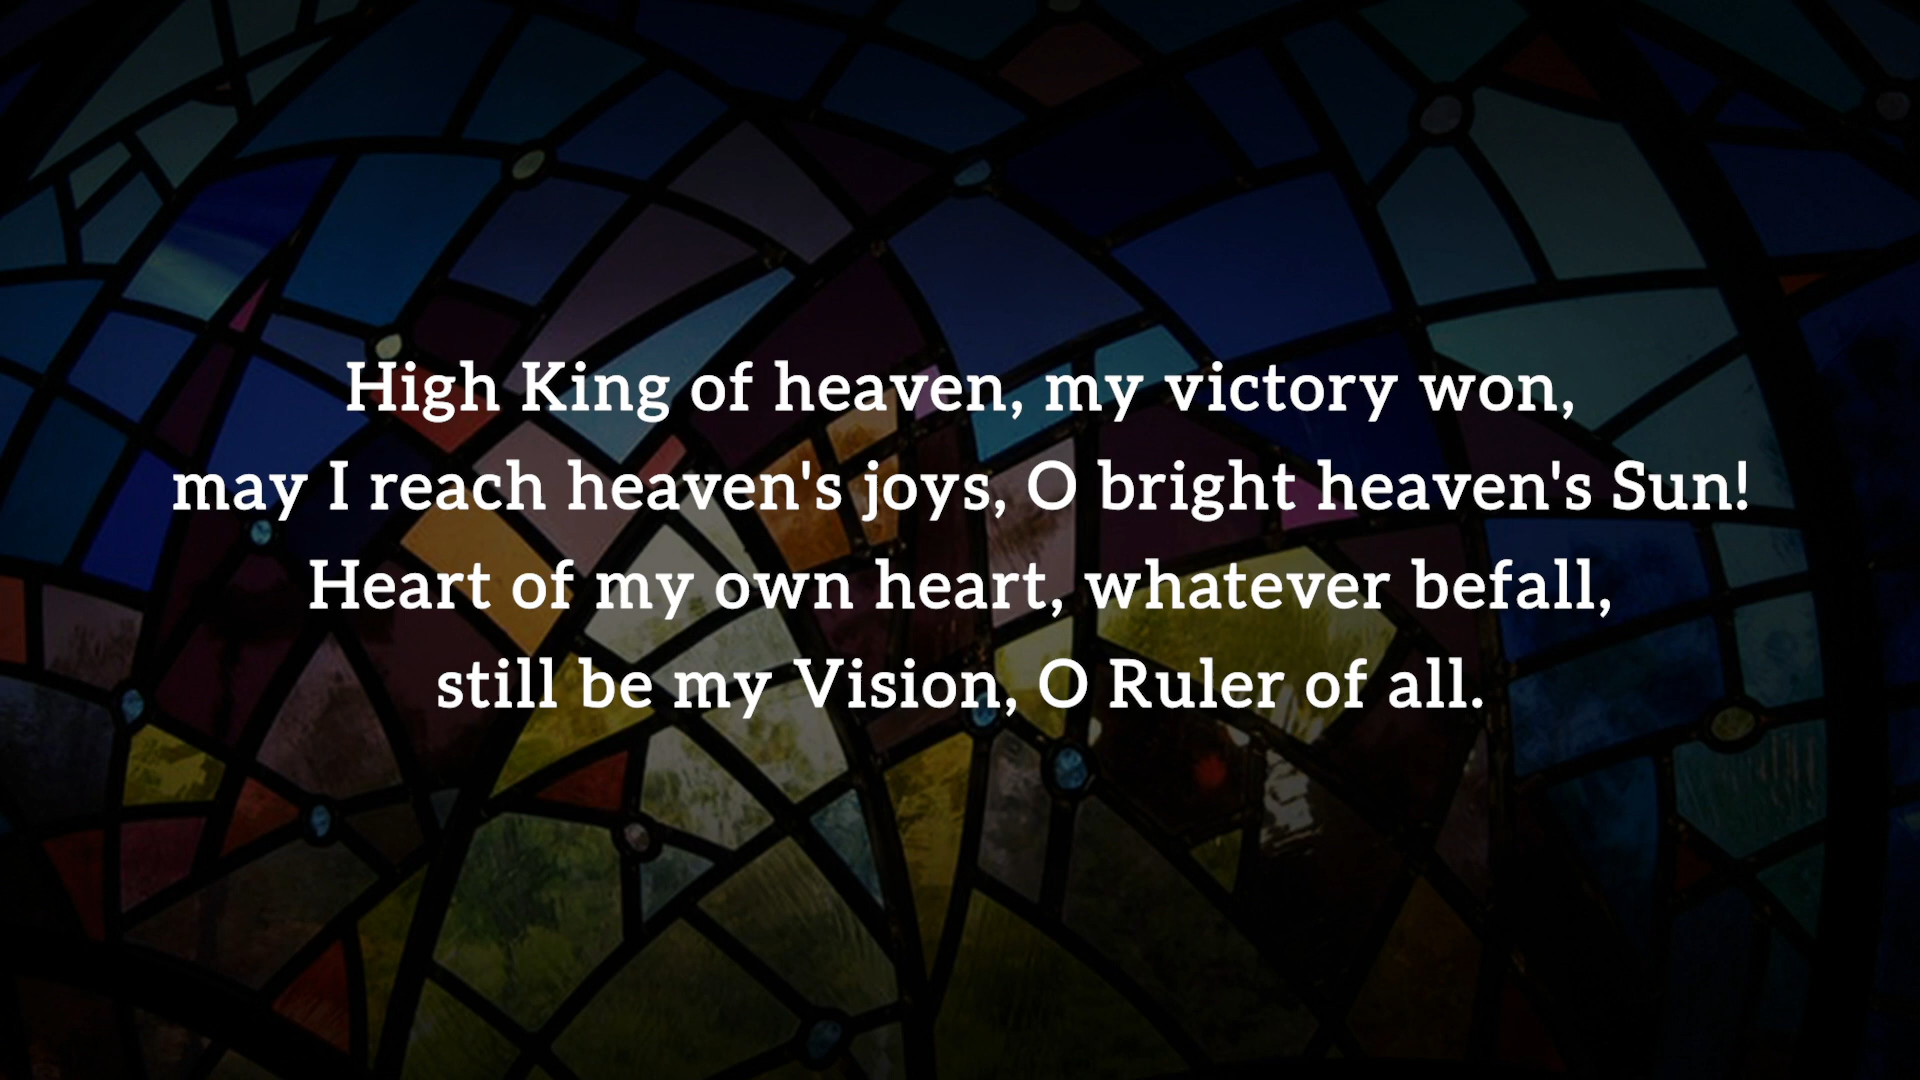 High King of heaven, my victory won,
may I reach heaven's joys, O bright heaven's Sun!
Heart of my own heart, whatever befall,
still be my Vision, O Ruler of all.